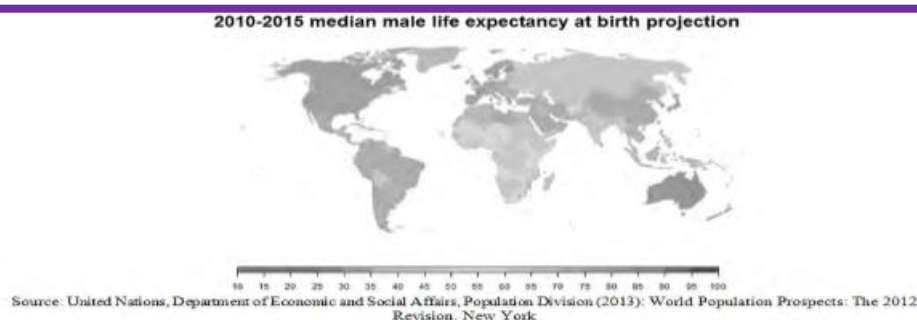 2010-2015 median male life expectancy at birth projection
10 15 20 25 30 35 40 45 50 55 60 65 70 75 80 85 90 95 100
Source: United Nations, Department of Economic and Social Affairs, Population Division (2013): World Population Prospects: The 2012
Revision. New York